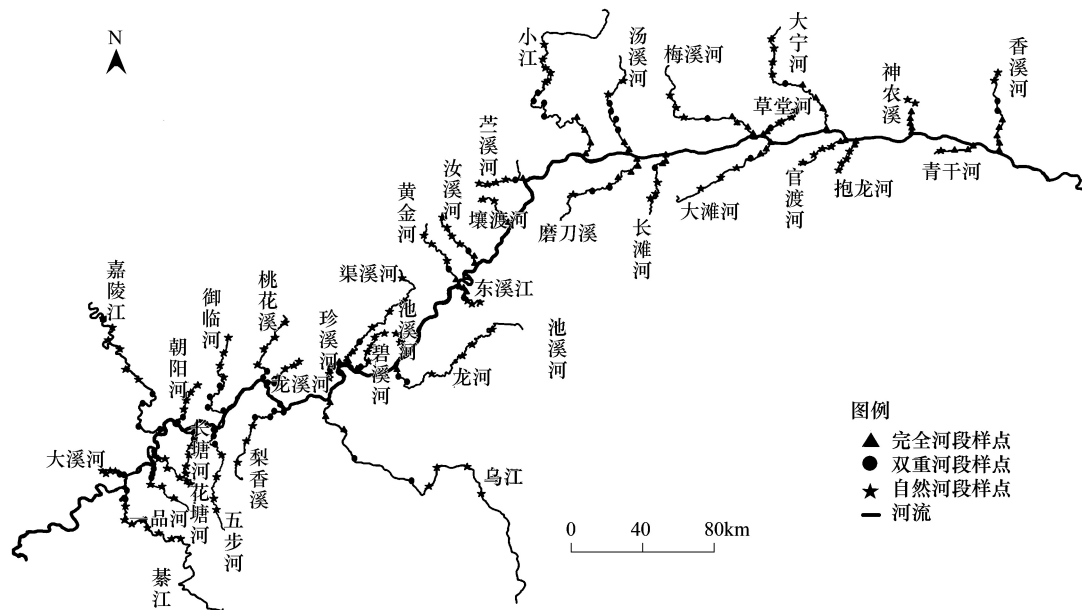 N
小江
汤溪河
梅溪河
大宁河
草堂河
神农溪
香溪河
苎溪河
汝溪河
黄金河
壤渡河
磨刀溪
长滩河
大滩河
官渡河
抱龙河
青干河
嘉陵江
朝阳河
御临河
桃花溪
珍溪河
渠溪河
池溪河
碧溪河
东溪江
龙河
池溪河
龙溪河
大溪河
长塘河
花塘河
梨香溪
乌江
一品河
五步河
綦江
图例
完全河段样点
双重河段样点
自然河段样点
河流
0 40 80km